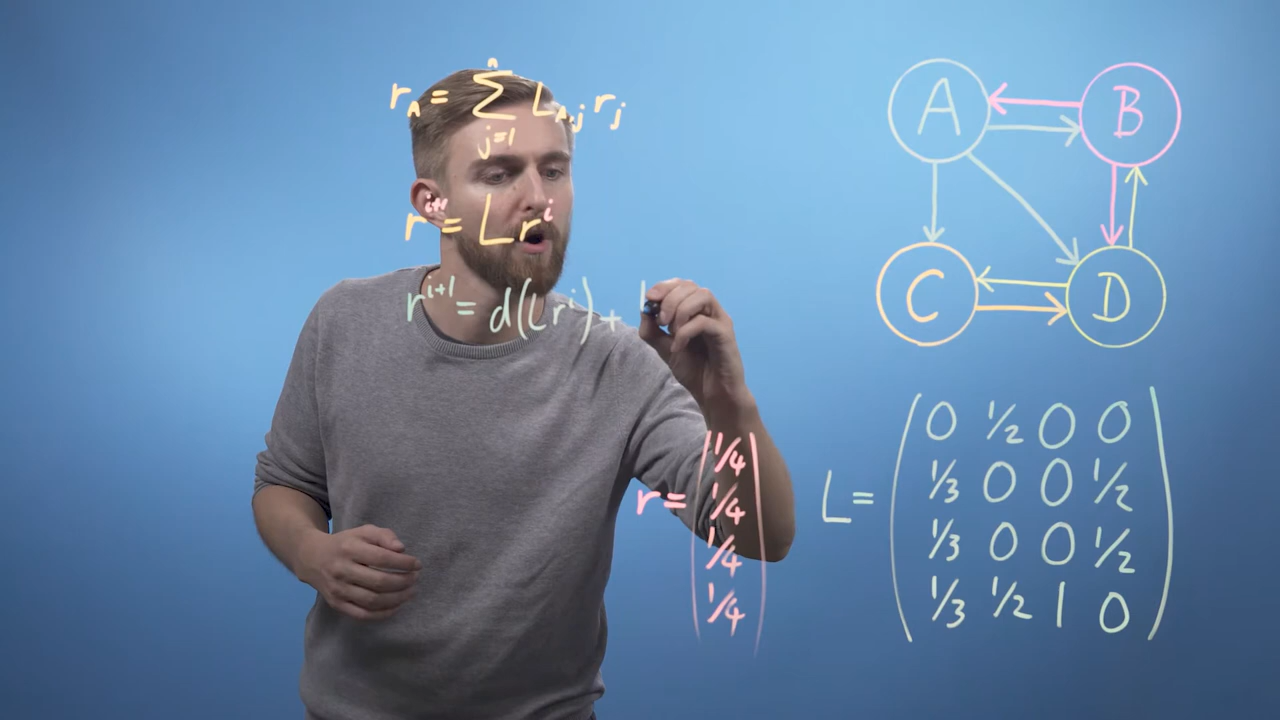 r_A = Σ_{j=1}^{n} L_{A,j} r_j
r^{i+1} = L r^i
r^{i+1} = d(L r^i) +
A B
C D
r = (1/4
1/4
1/4
1/4)
L = (0 1/2 0 0
1/3 0 0 1/2
1/3 0 0 1/2
1/3 1/2 1 0)